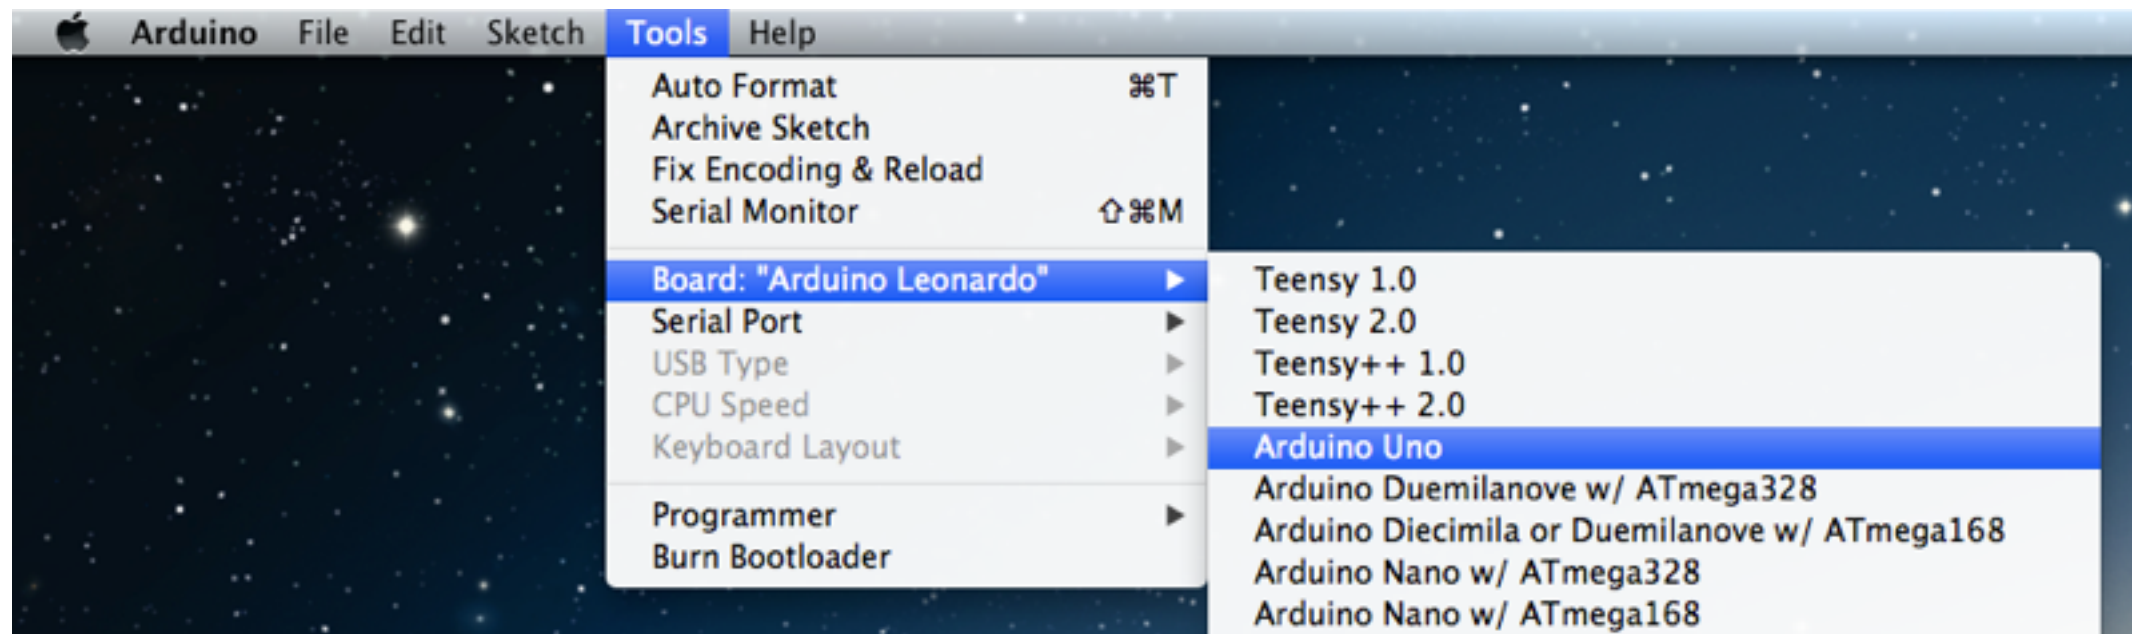 Arduino File Edit Sketch Tools Help
Auto Format ⌘T
Archive Sketch
Fix Encoding & Reload
Serial Monitor ⇧⌘M
Board: "Arduino Leonardo"
Serial Port
USB Type
CPU Speed
Keyboard Layout
Programmer
Burn Bootloader
Teensy 1.0
Teensy 2.0
Teensy++ 1.0
Teensy++ 2.0
Arduino Uno
Arduino Duemilanove w/ ATmega328
Arduino Diecimila or Duemilanove w/ ATmega168
Arduino Nano w/ ATmega328
Arduino Nano w/ ATmega168